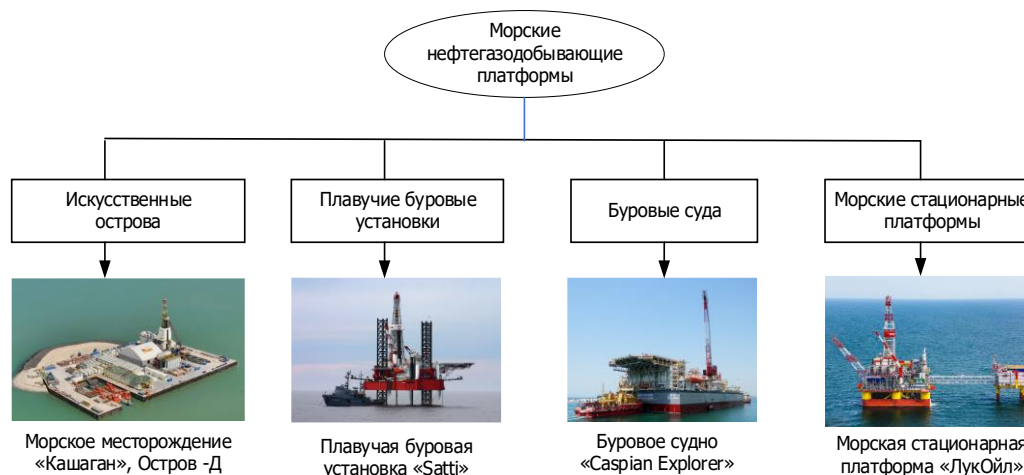 Морские
нефтегазодобывающие
платформы
Искусственные
острова
Плавучие буровые
установки
Буровые суда
Морские стационарные
платформы
Морское месторождение
«Кашаган», Остров -Д
Плавучая буровая
установка «Satti»
Буровое судно
«Caspian Explorer»
Морская стационарная
платформа «ЛукОйл»